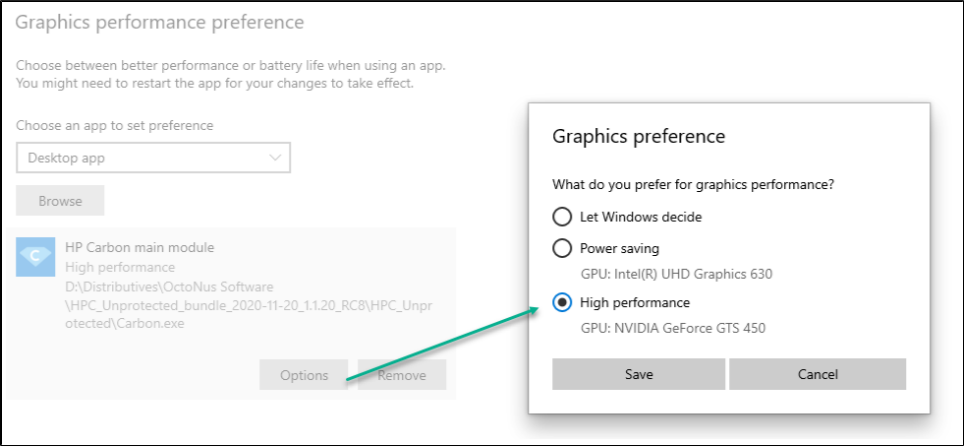 Graphics performance preference
Choose between better performance or battery life when using an app.
You might need to restart the app for your changes to take effect.
Choose an app to set preference
Desktop app
Browse
C
HP Carbon main module
High performance
D:\Distributives\OctoNus Software
\HPC_Unprotected_bundle_2020-11-20_1.1.20_RC8\HPC_Unpr
otected\Carbon.exe
Options
Remove
Graphics preference
What do you prefer for graphics performance?
Let Windows decide
Power saving
GPU: Intel(R) UHD Graphics 630
High performance
GPU: NVIDIA GeForce GTS 450
Save
Cancel